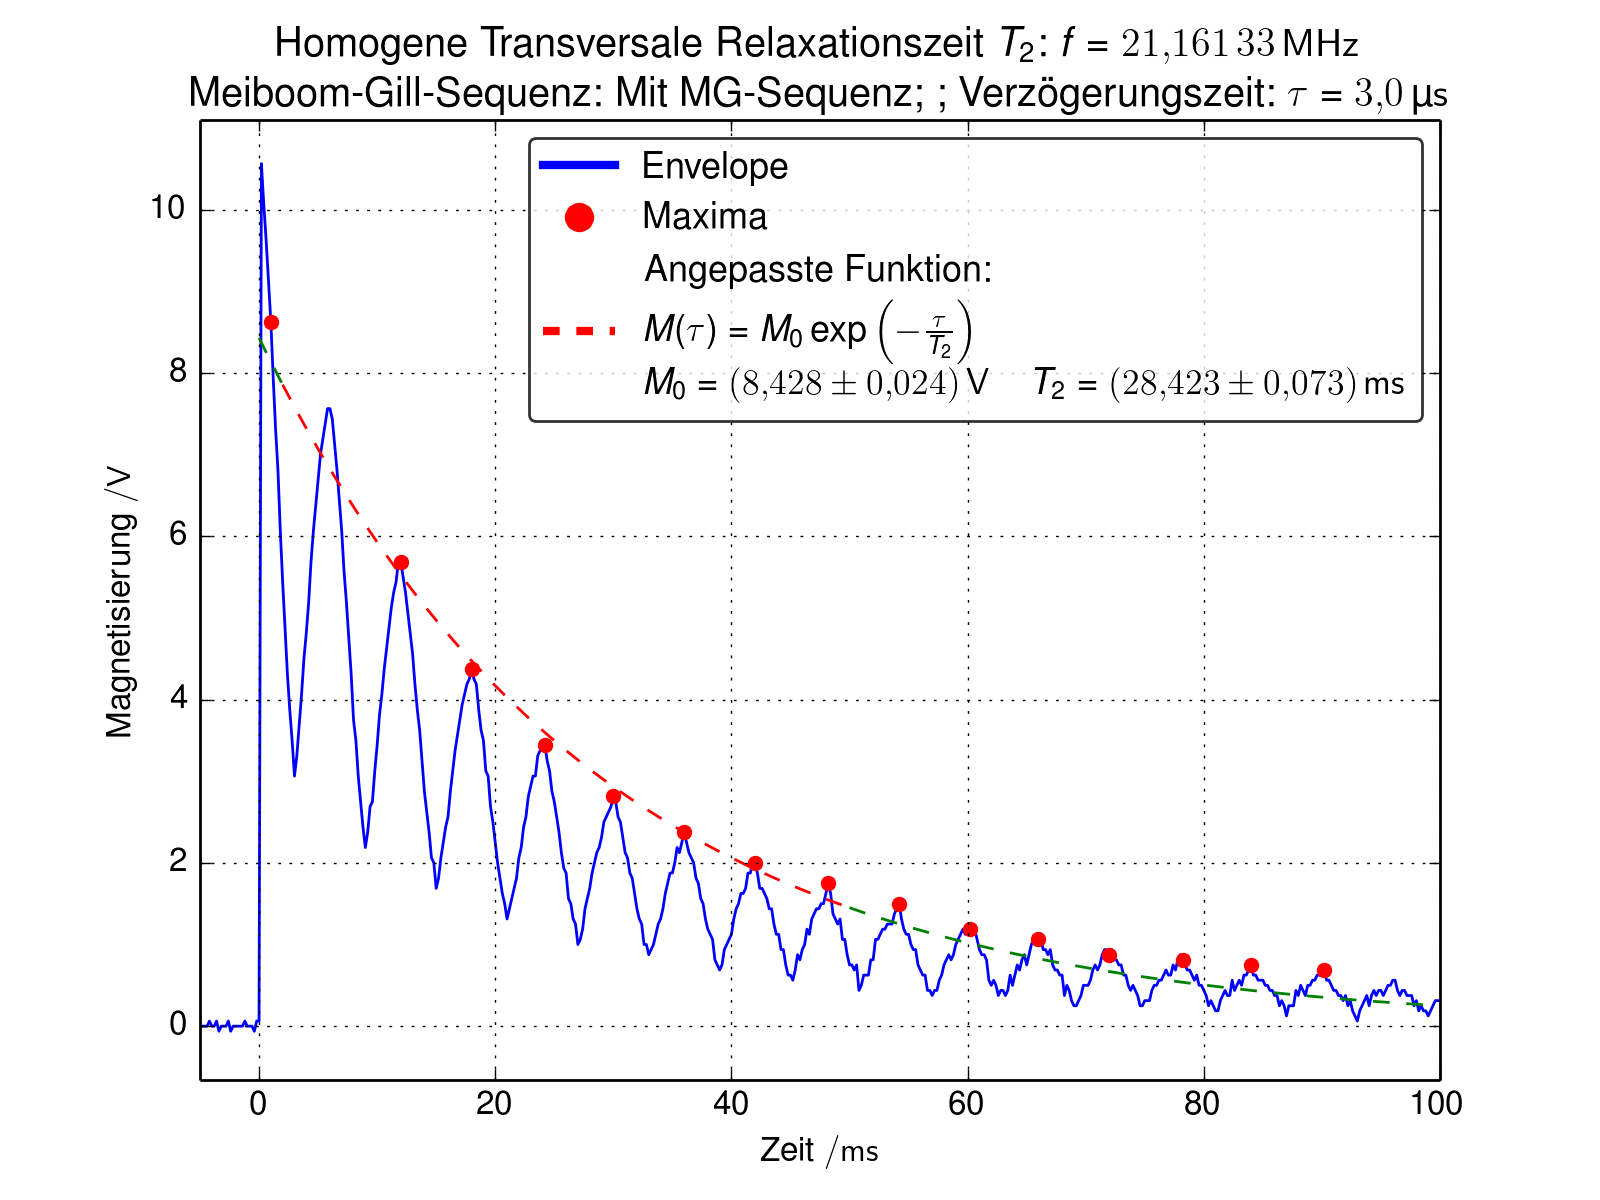 Homogene Transversale Relaxationszeit T₂: f = 21,161 33 MHz
Meiboom-Gill-Sequenz: Mit MG-Sequenz; ; Verzögerungszeit: τ = 3,0 µs
Envelope
Maxima
Angepasste Funktion:
M(τ) = M₀ exp(−τ/T₂)
M₀ = (8,428 ± 0,024) V T₂ = (28,423 ± 0,073) ms
10
8
6
4
2
0
Magnetisierung /V
0 20 40 60 80 100
Zeit /ms